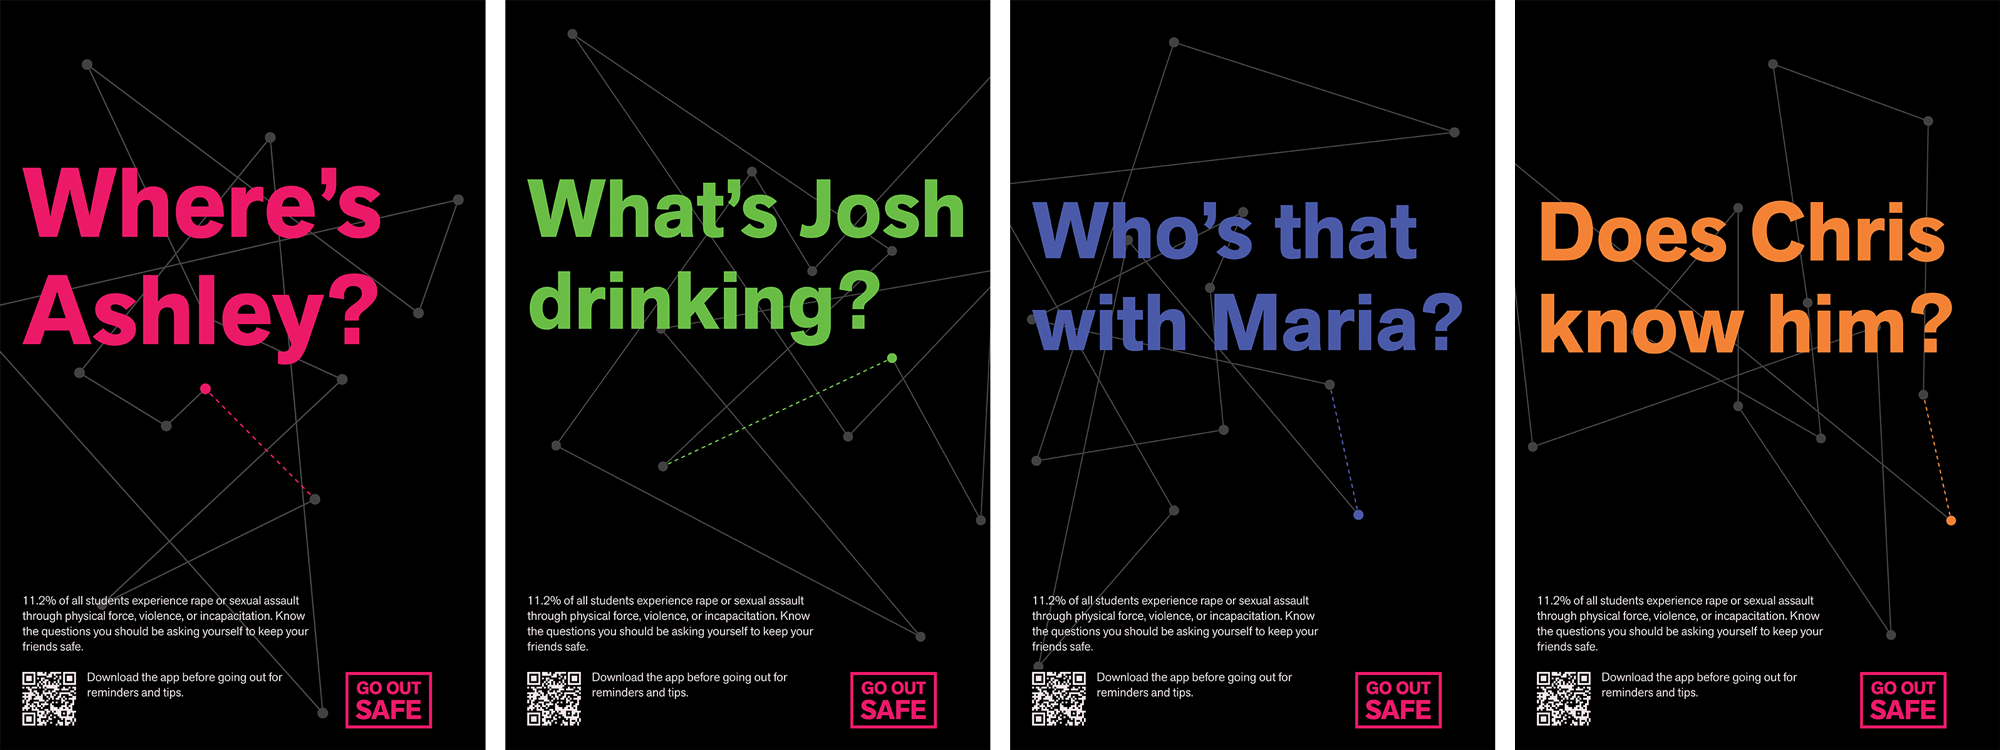 Where's
Ashley?
11.2% of all students experience rape or sexual assault
through physical force, violence, or incapacitation. Know
the questions you should be asking yourself to keep your
friends safe.
Download the app before going out for
reminders and tips.
GO OUT
SAFE
What's Josh
drinking?
11.2% of all students experience rape or sexual assault
through physical force, violence, or incapacitation. Know
the questions you should be asking yourself to keep your
friends safe.
Download the app before going out for
reminders and tips.
GO OUT
SAFE
Who's that
with Maria?
11.2% of all students experience rape or sexual assault
through physical force, violence, or incapacitation. Know
the questions you should be asking yourself to keep your
friends safe.
Download the app before going out for
reminders and tips.
GO OUT
SAFE
Does Chris
know him?
11.2% of all students experience rape or sexual assault
through physical force, violence, or incapacitation. Know
the questions you should be asking yourself to keep your
friends safe.
Download the app before going out for
reminders and tips.
GO OUT
SAFE